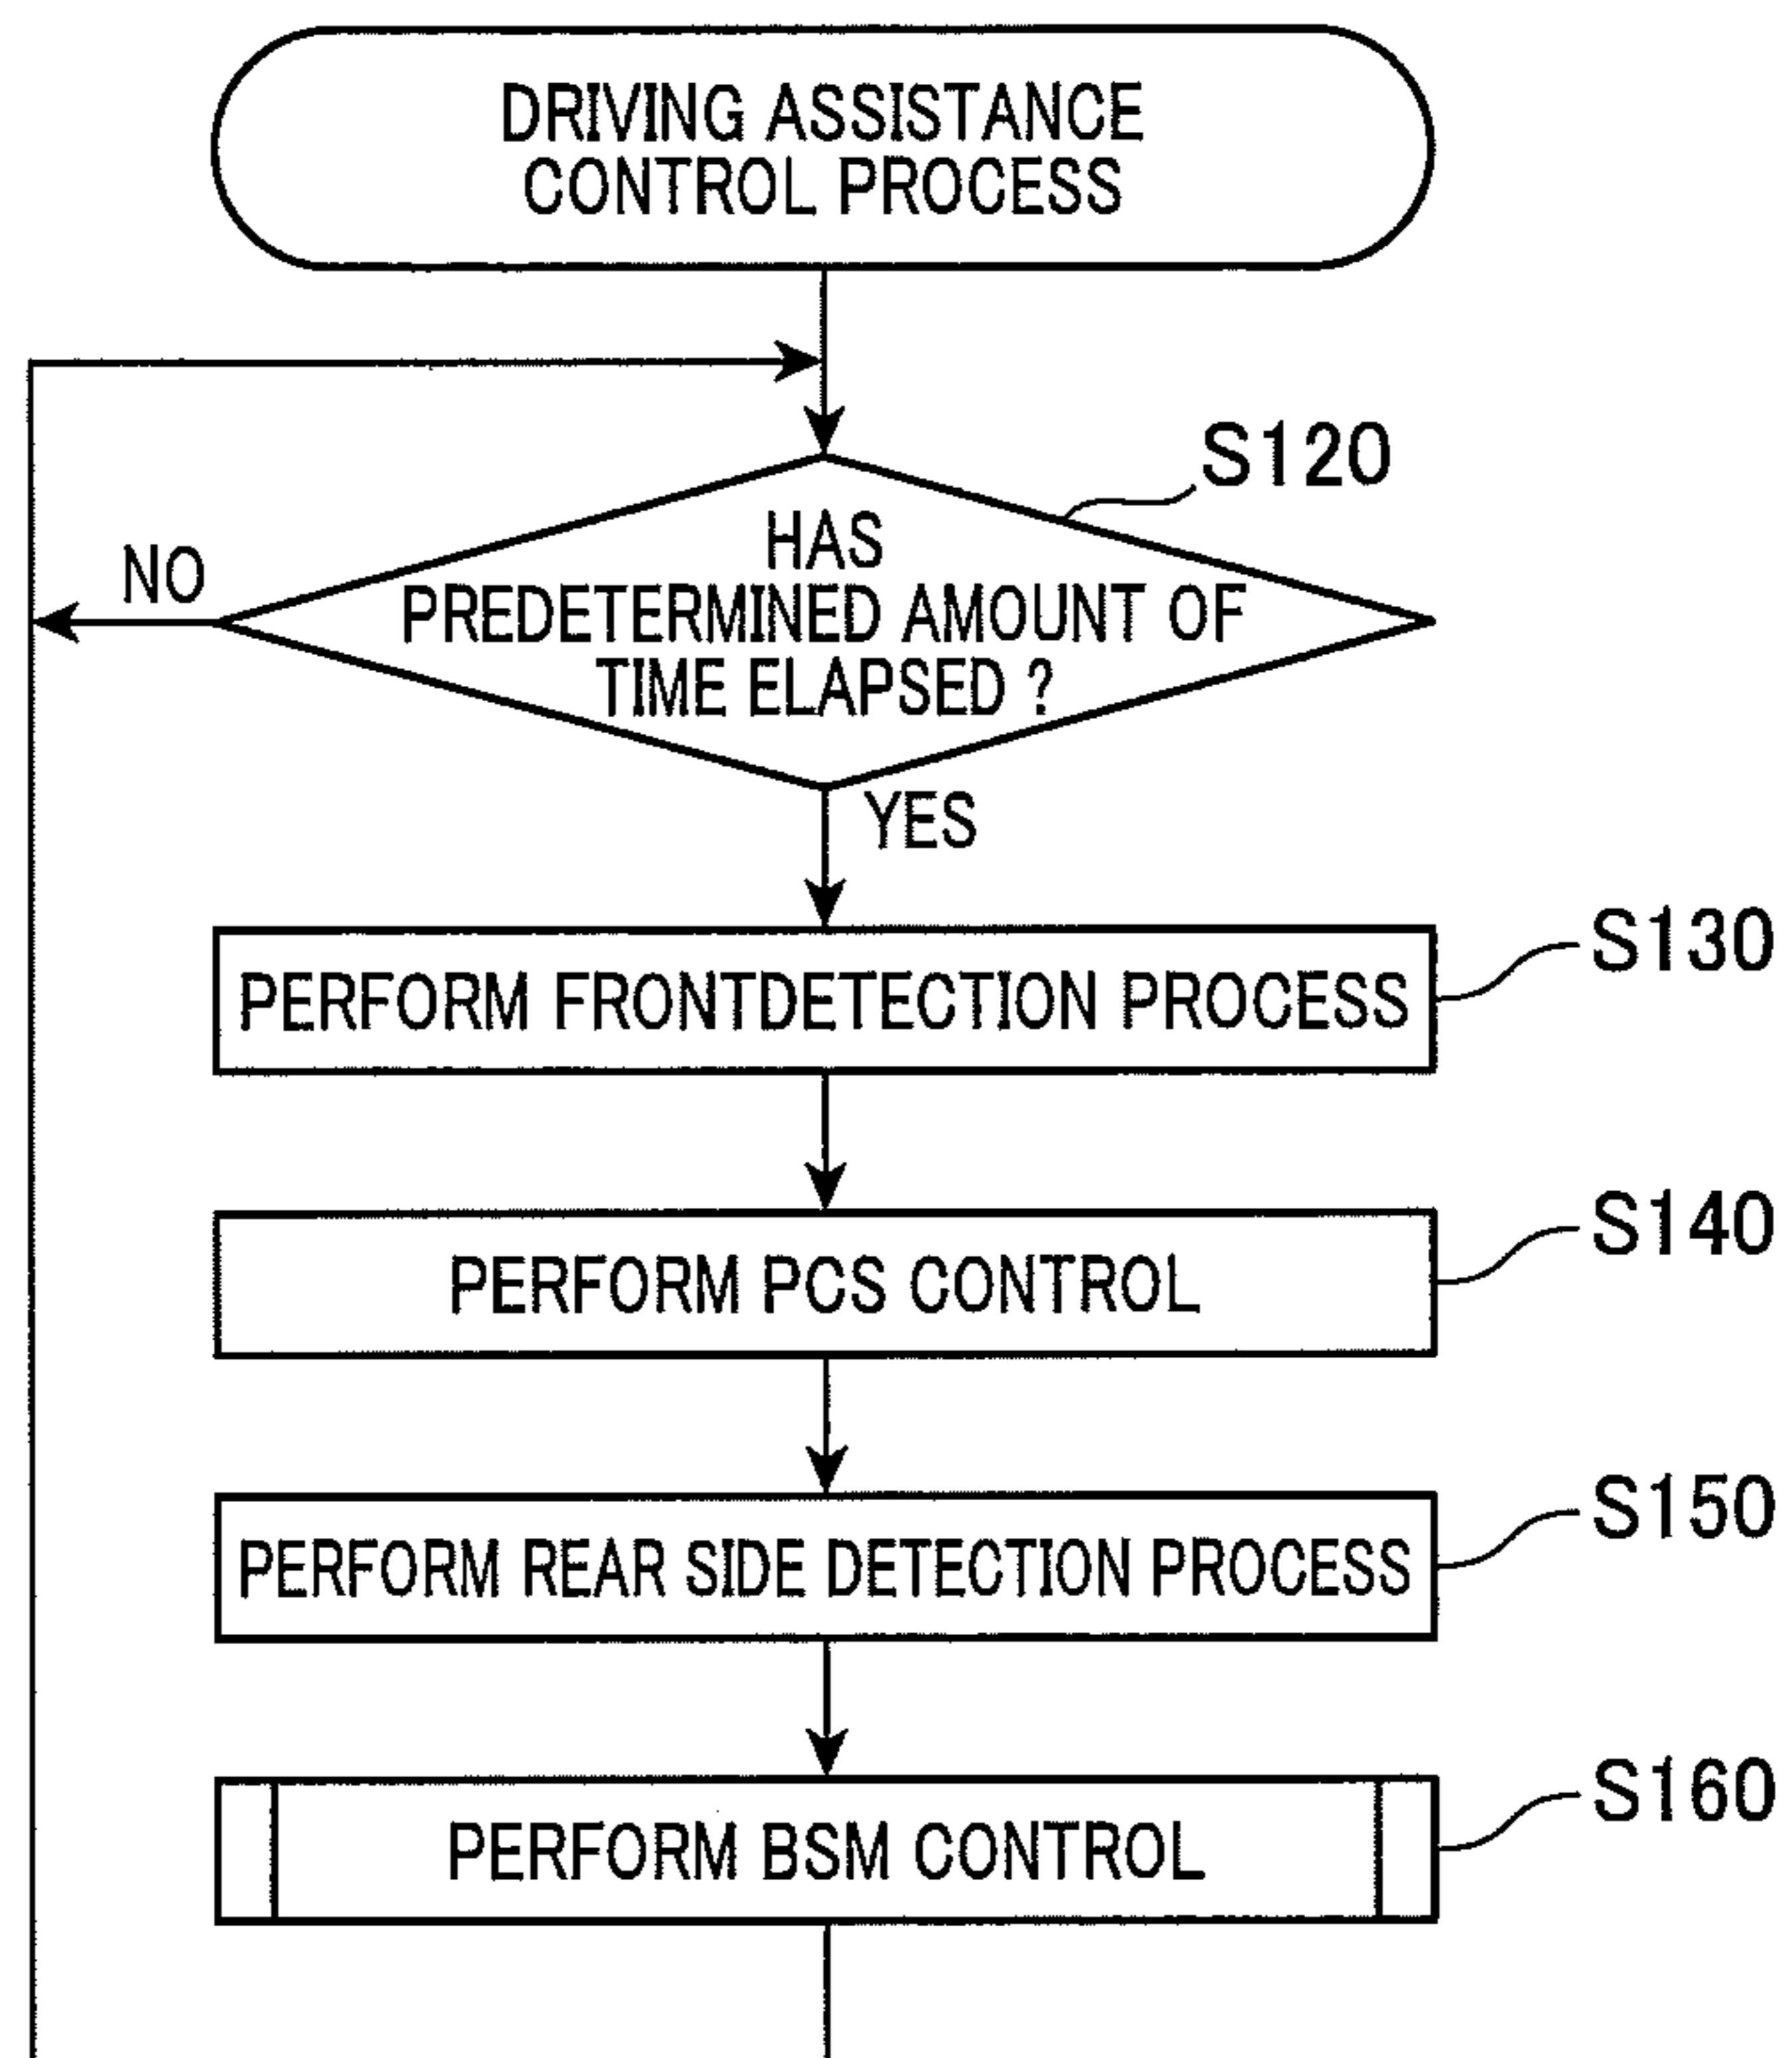 DRIVING ASSISTANCE
CONTROL PROCESS
S120
HAS
NO
PREDETERMINED AMOUNT OF
TIME ELAPSED ?
YES
S130
PERFORM FRONTDETECTION PROCESS
S140
PERFORM PCS CONTROL
S150
PERFORM REAR SIDE DETECTION PROCESS
S160
PERFORM BSM CONTROL